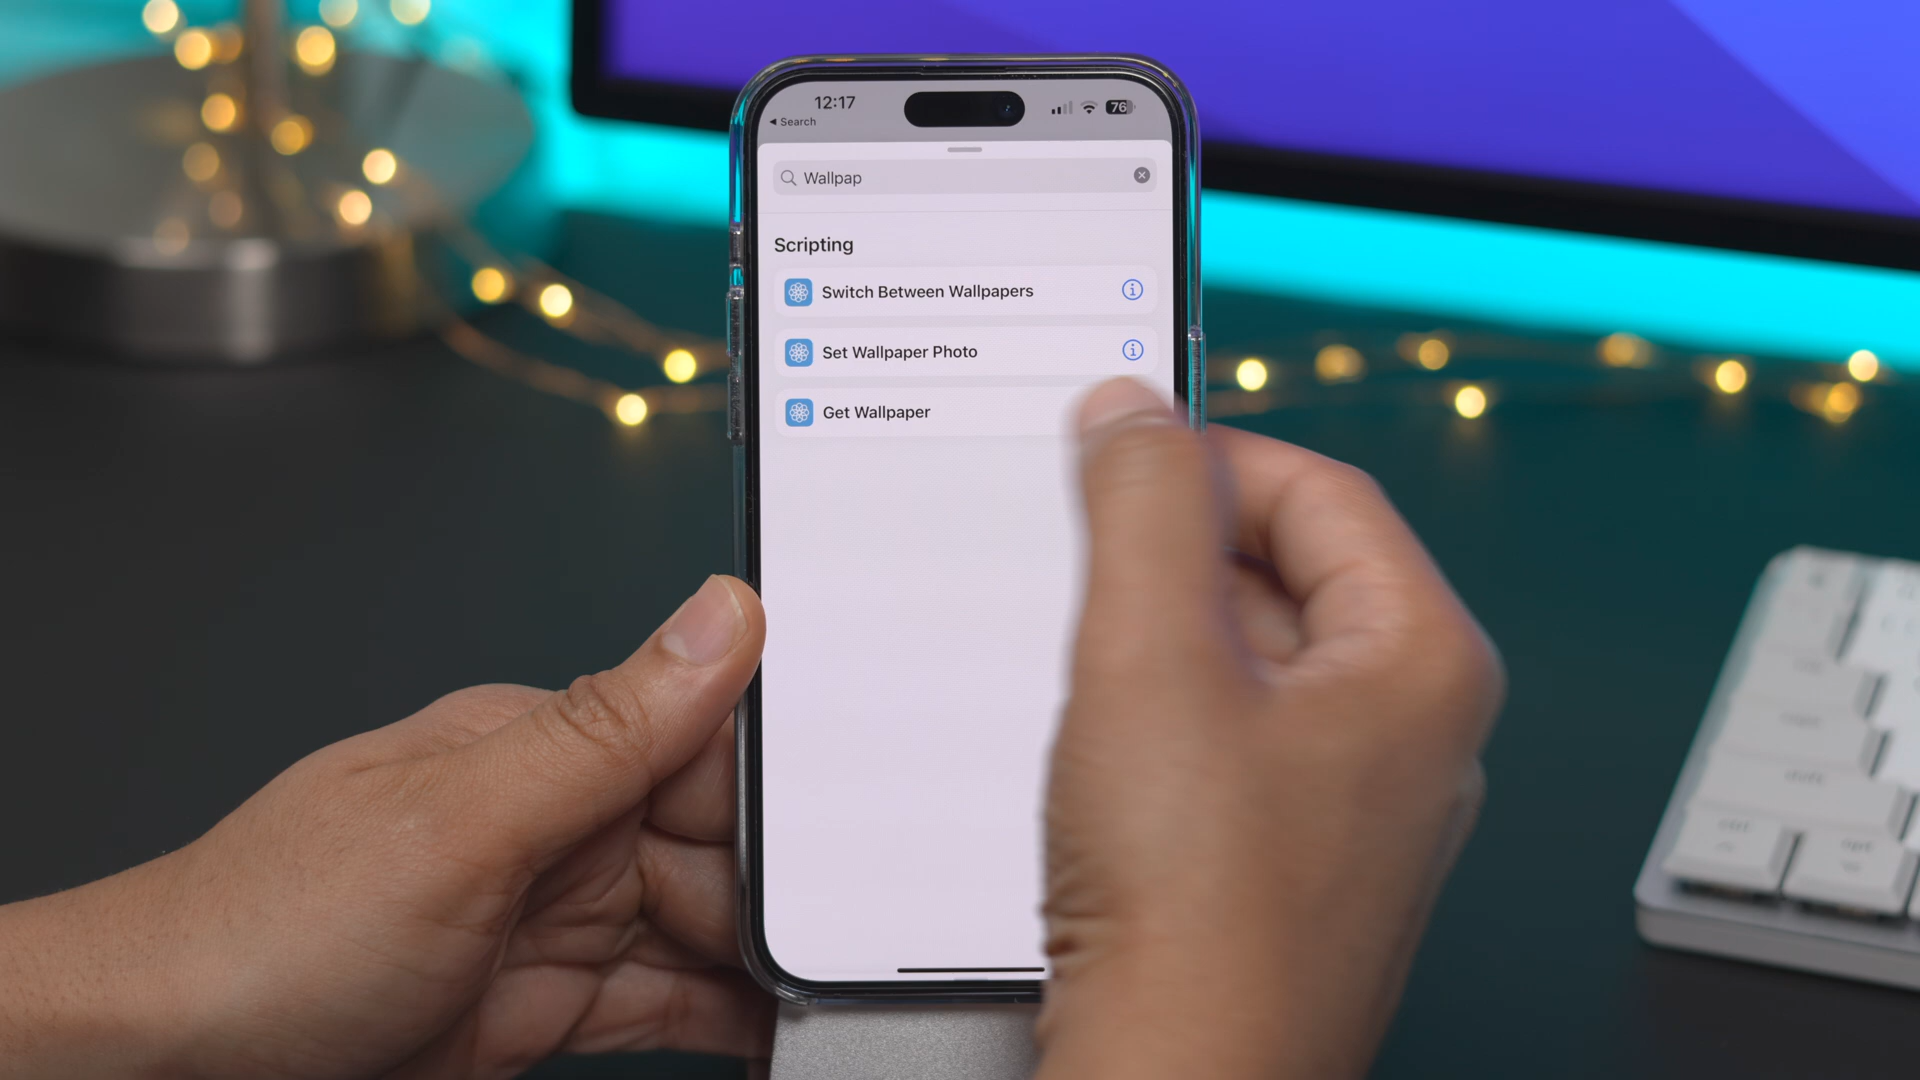 12:17
76
◀ Search
Wallpap
Scripting
Switch Between Wallpapers
Set Wallpaper Photo
Get Wallpaper